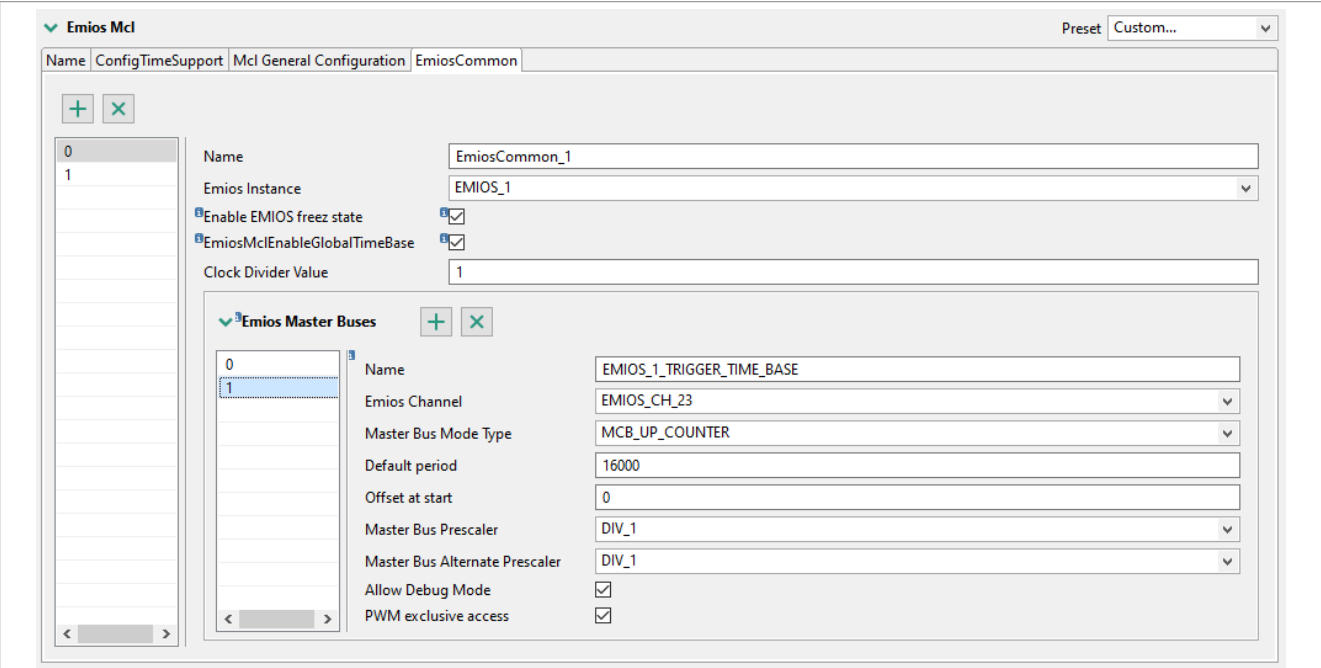 Emios Mcl Preset Custom...
Name ConfigTimeSupport Mcl General Configuration EmiosCommon
0
1
Name EmiosCommon_1
Emios Instance EMIOS_1
Enable EMIOS freez state
EmiosMclEnableGlobalTimeBase
Clock Divider Value 1
Emios Master Buses
0
1
Name EMIOS_1_TRIGGER_TIME_BASE
Emios Channel EMIOS_CH_23
Master Bus Mode Type MCB_UP_COUNTER
Default period 16000
Offset at start 0
Master Bus Prescaler DIV_1
Master Bus Alternate Prescaler DIV_1
Allow Debug Mode
PWM exclusive access